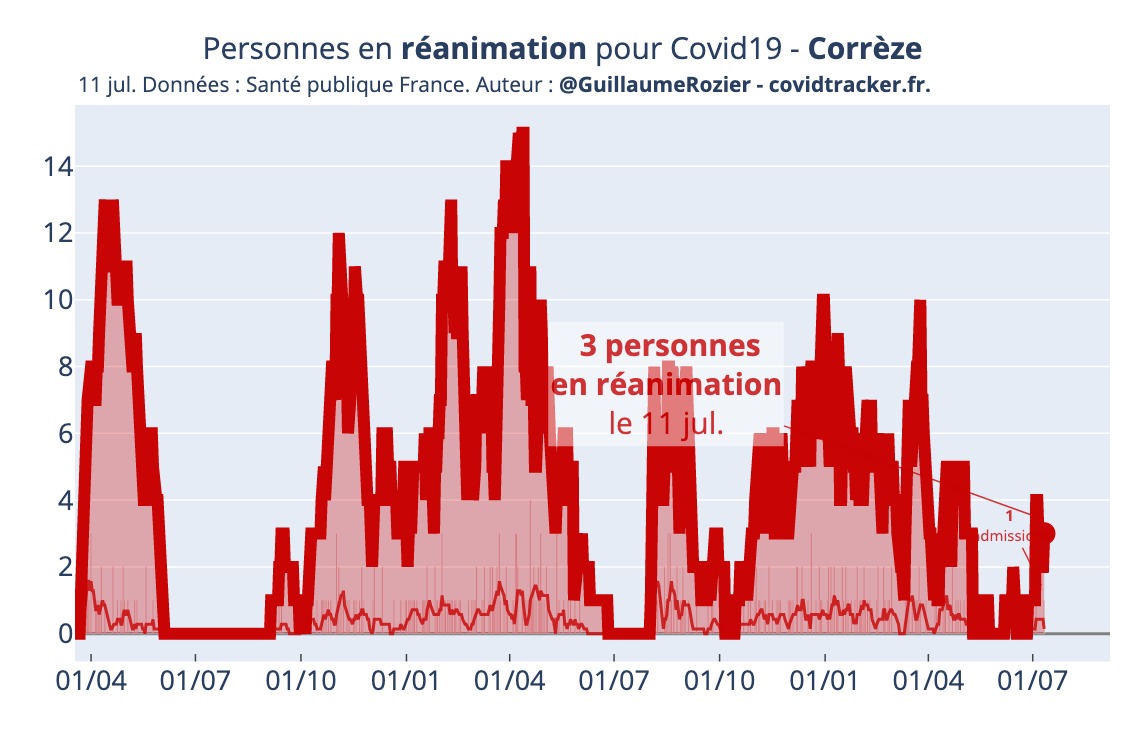 Personnes en réanimation pour Covid19 - Corrèze
11 jul. Données : Santé publique France. Auteur : @GuillaumeRozier - covidtracker.fr.
14
12
10
8
6
4
2
0
3 personnes
en réanimation
le 11 jul.
1
01/04 01/07 01/10 01/01 01/04 01/07 01/10 01/01 01/04 01/07